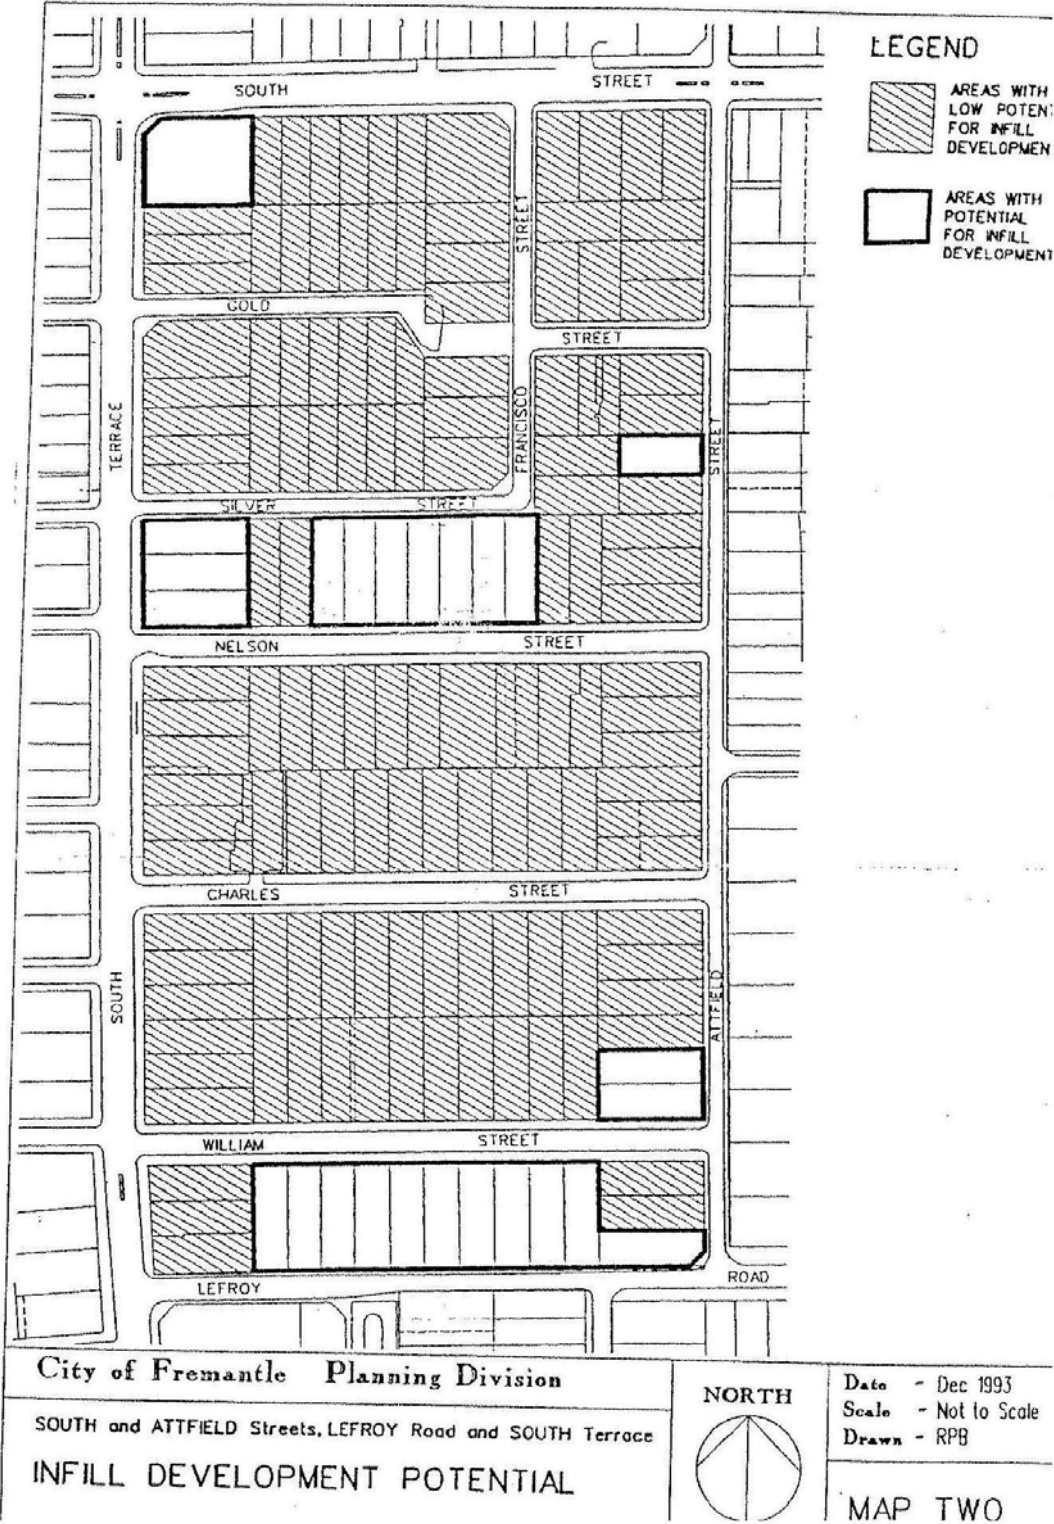 LEGEND
AREAS WITH
LOW POTEN
FOR INFILL
DEVELOPMEN
AREAS WITH
POTENTIAL
FOR INFILL
DEVELOPMENT
SOUTH STREET
STREET
GOLD STREET
TERRACE
FRANCISCO
STREET
SILVER STREET
NELSON STREET
CHARLES STREET
SOUTH
ATTFIELD
WILLIAM STREET
LEFROY ROAD
City of Fremantle Planning Division
SOUTH and ATTFIELD Streets, LEFROY Road and SOUTH Terrace
INFILL DEVELOPMENT POTENTIAL
NORTH
Date - Dec 1993
Scale - Not to Scale
Drawn - RPB
MAP TWO